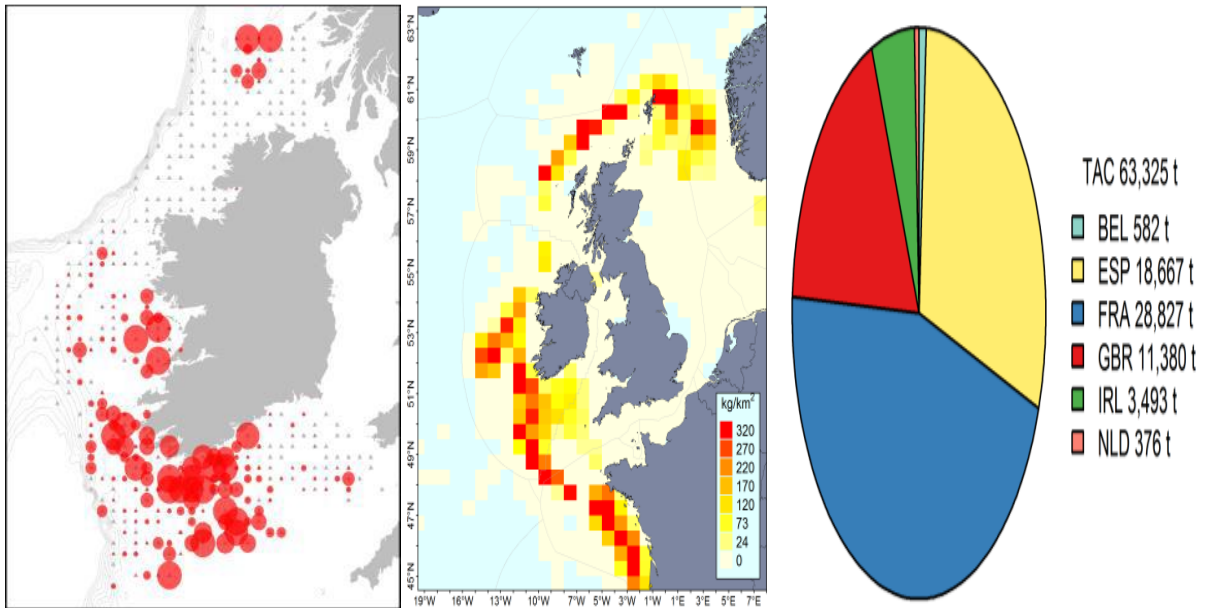 63°N
61°N
59°N
57°N
55°N
53°N
51°N
49°N
47°N
45°N
19°W
16°W
13°W
10°W
7°W
4°W
1°W
1°E
3°E
5°E
7°E
kg/km²
320
270
220
170
120
73
24
0
TAC 63,325 t
BEL 582 t
ESP 18,667 t
FRA 28,827 t
GBR 11,380 t
IRL 3,493 t
NLD 376 t